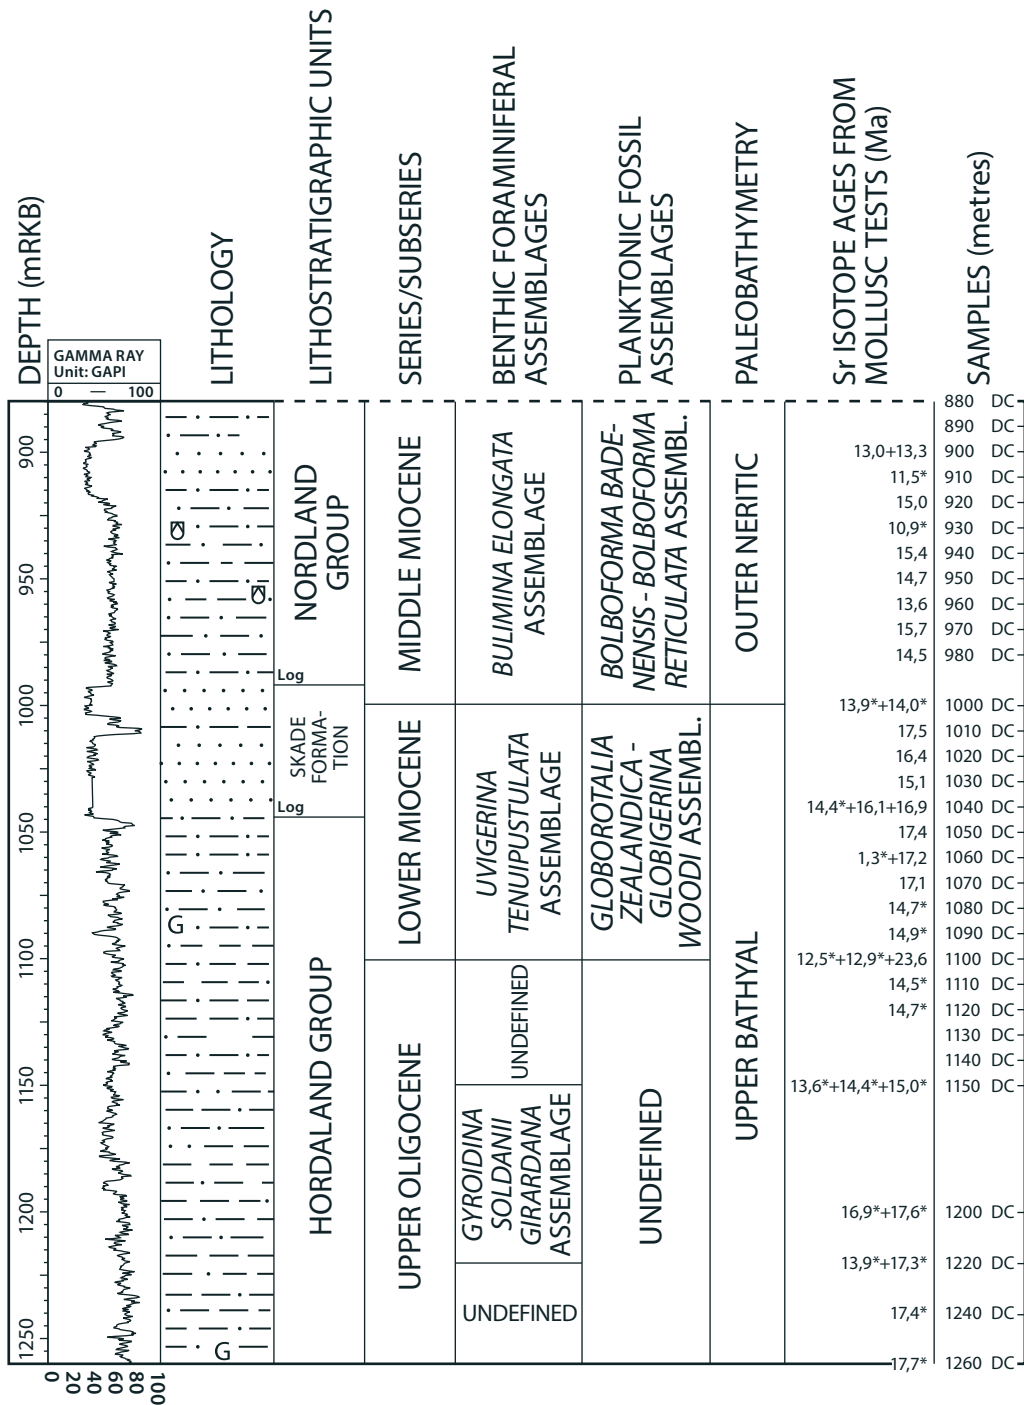 DEPTH (mRKB)
GAMMA RAY
Unit: GAPI
0 — 100
LITHOLOGY
LITHOSTRATIGRAPHIC UNITS
SERIES/SUBSERIES
BENTHIC FORAMINIFERAL
ASSEMBLAGES
PLANKTONIC FOSSIL
ASSEMBLAGES
PALEOBATHYMETRY
Sr ISOTOPE AGES FROM
MOLLUSC TESTS (Ma)
SAMPLES (metres)
900
950
1000
1050
1100
1150
1200
1250
0
20
40
60
80
100
G
G
NORDLAND
GROUP
Log
SKADE
FORMA-
TION
Log
HORDALAND GROUP
MIDDLE MIOCENE
LOWER MIOCENE
UPPER OLIGOCENE
BULIMINA ELONGATA
ASSEMBLAGE
UVIGERINA
TENUIPUSTULATA
ASSEMBLAGE
UNDEFINED
GYROIDINA
SOLDANII
GIRARDANA
ASSEMBLAGE
UNDEFINED
BOLBOFORMA BADE-
NENSIS - BOLBOFORMA
RETICULATA ASSEMBL.
GLOBOROTALIA
ZEALANDICA -
GLOBIGERINA
WOODI ASSEMBL.
UNDEFINED
OUTER NERITIC
UPPER BATHYAL
880 DC
890 DC
13,0+13,3 900 DC
11,5* 910 DC
15,0 920 DC
10,9* 930 DC
15,4 940 DC
14,7 950 DC
13,6 960 DC
15,7 970 DC
14,5 980 DC
13,9*+14,0* 1000 DC
17,5 1010 DC
16,4 1020 DC
15,1 1030 DC
14,4*+16,1+16,9 1040 DC
17,4 1050 DC
1,3*+17,2 1060 DC
17,1 1070 DC
14,7* 1080 DC
14,9* 1090 DC
12,5*+12,9*+23,6 1100 DC
14,5* 1110 DC
14,7* 1120 DC
1130 DC
1140 DC
13,6*+14,4*+15,0* 1150 DC
16,9*+17,6* 1200 DC
13,9*+17,3* 1220 DC
17,4* 1240 DC
17,7* 1260 DC